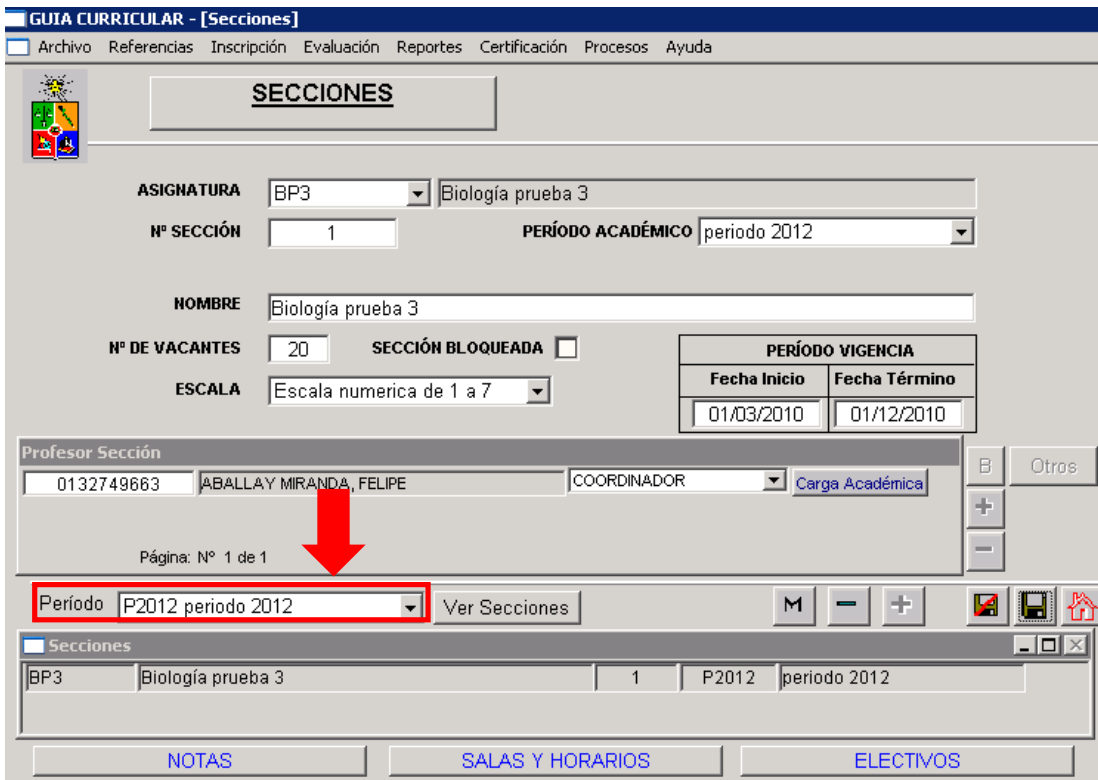 GUIA CURRICULAR - [Secciones]
Archivo Referencias Inscripción Evaluación Reportes Certificación Procesos Ayuda
SECCIONES
ASIGNATURA BP3 Biología prueba 3
Nº SECCIÓN 1 PERÍODO ACADÉMICO periodo 2012
NOMBRE Biología prueba 3
Nº DE VACANTES 20 SECCIÓN BLOQUEADA PERÍODO VIGENCIA
ESCALA Escala numerica de 1 a 7 Fecha Inicio Fecha Término
01/03/2010 01/12/2010
Profesor Sección
0132749663 ABALLAY MIRANDA, FELIPE COORDINADOR Carga Académica B Otros
+
Página: Nº 1 de 1 −
Período P2012 periodo 2012 Ver Secciones M − +
Secciones
BP3 Biología prueba 3 1 P2012 periodo 2012
NOTAS SALAS Y HORARIOS ELECTIVOS